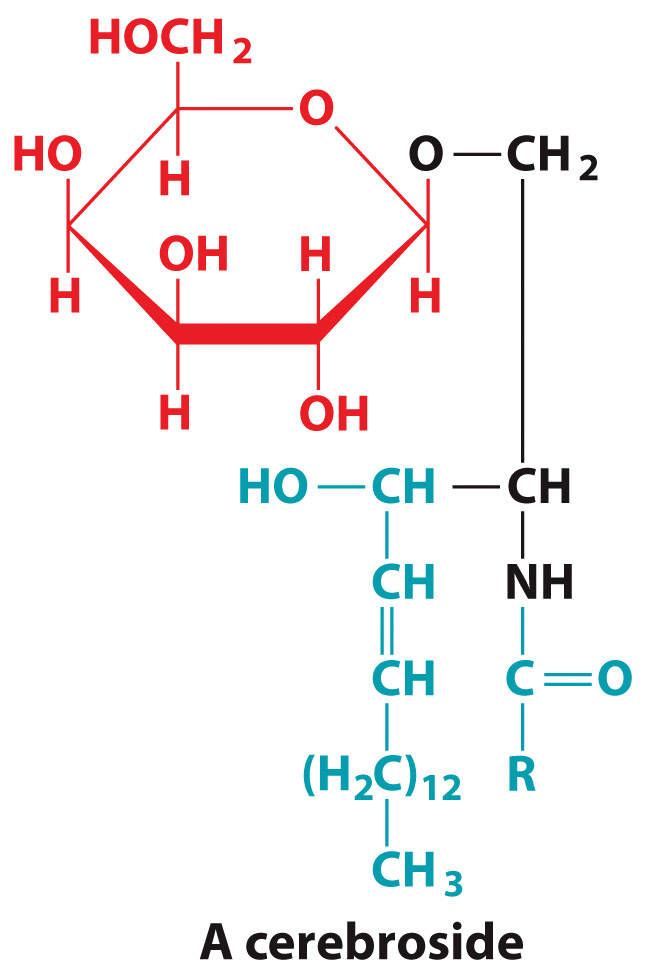 HOCH2
O
HO
O—CH2
H
OH
H
H
H
H
OH
HO—CH—CH
CH
NH
CH
C=O
(H2C)12
R
CH3
A cerebroside